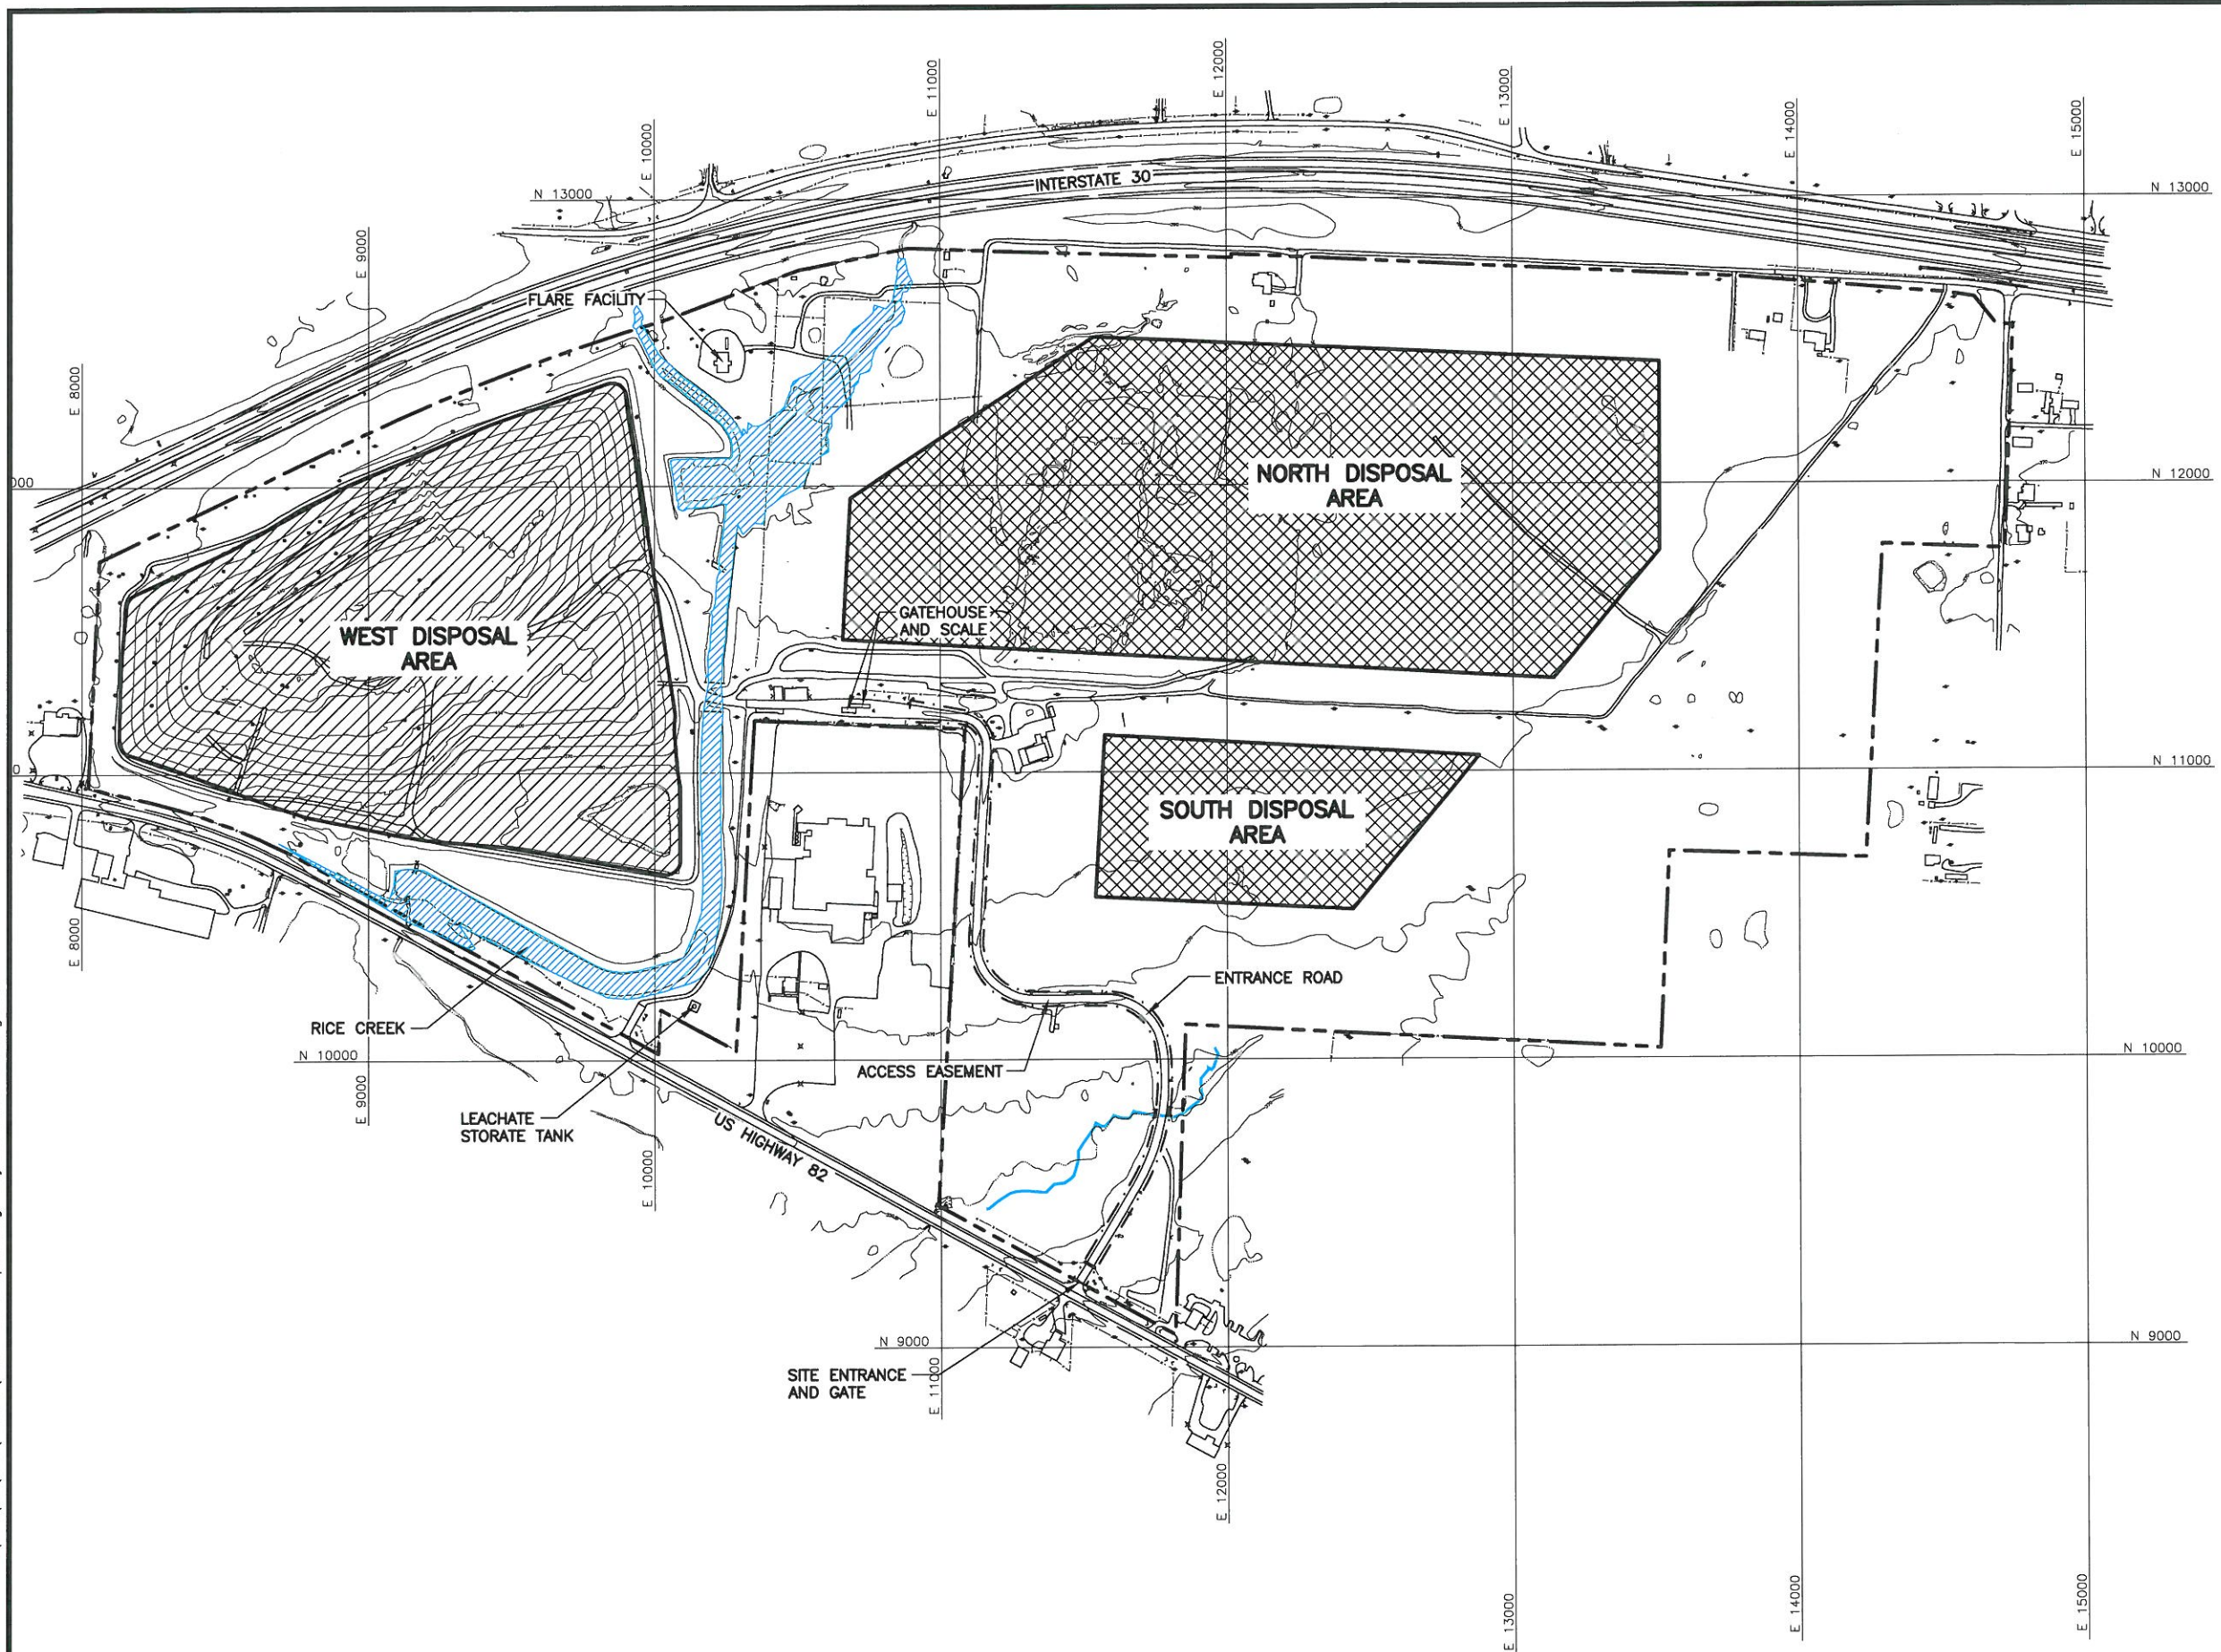 E 12000
E 11000
E 13000
E 14000
E 15000
E 10000
INTERSTATE 30
N 13000
N 13000
E 9000
FLARE FACILITY
E 8000
NORTH DISPOSAL
AREA
N 12000
GATEHOUSE
AND SCALE
WEST DISPOSAL
AREA
N 11000
SOUTH DISPOSAL
AREA
E 8000
ENTRANCE ROAD
RICE CREEK
N 10000
N 10000
ACCESS EASEMENT
E 9000
LEACHATE
STORATE TANK
US HIGHWAY 82
E 10000
N 9000
N 9000
SITE ENTRANCE
AND GATE
E 11000
E 12000
E 13000
E 14000
E 15000